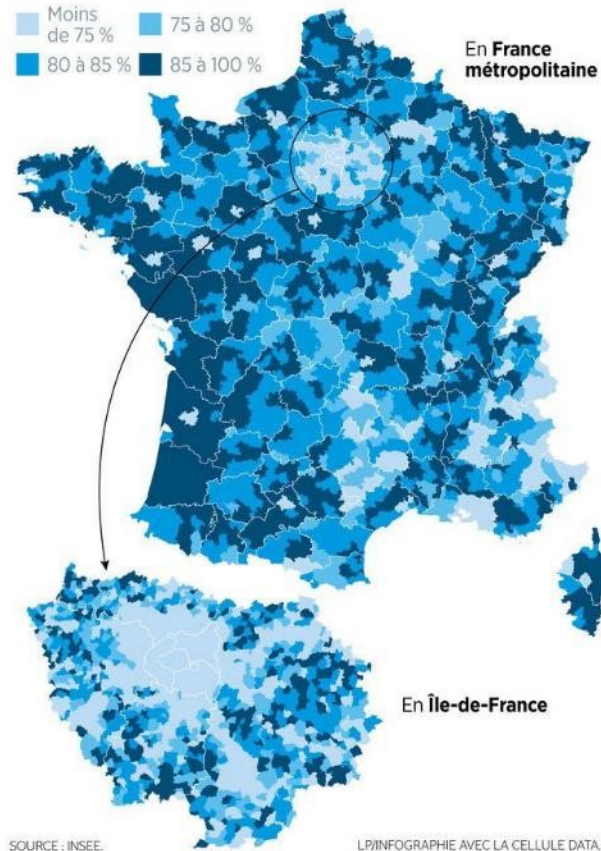 Moins
de 75 %
75 à 80 %
80 à 85 %
85 à 100 %
En France
métropolitaine
En Île-de-France
SOURCE : INSEE.
LP/INFOGRAPHIE AVEC LA CELLULE DATA.